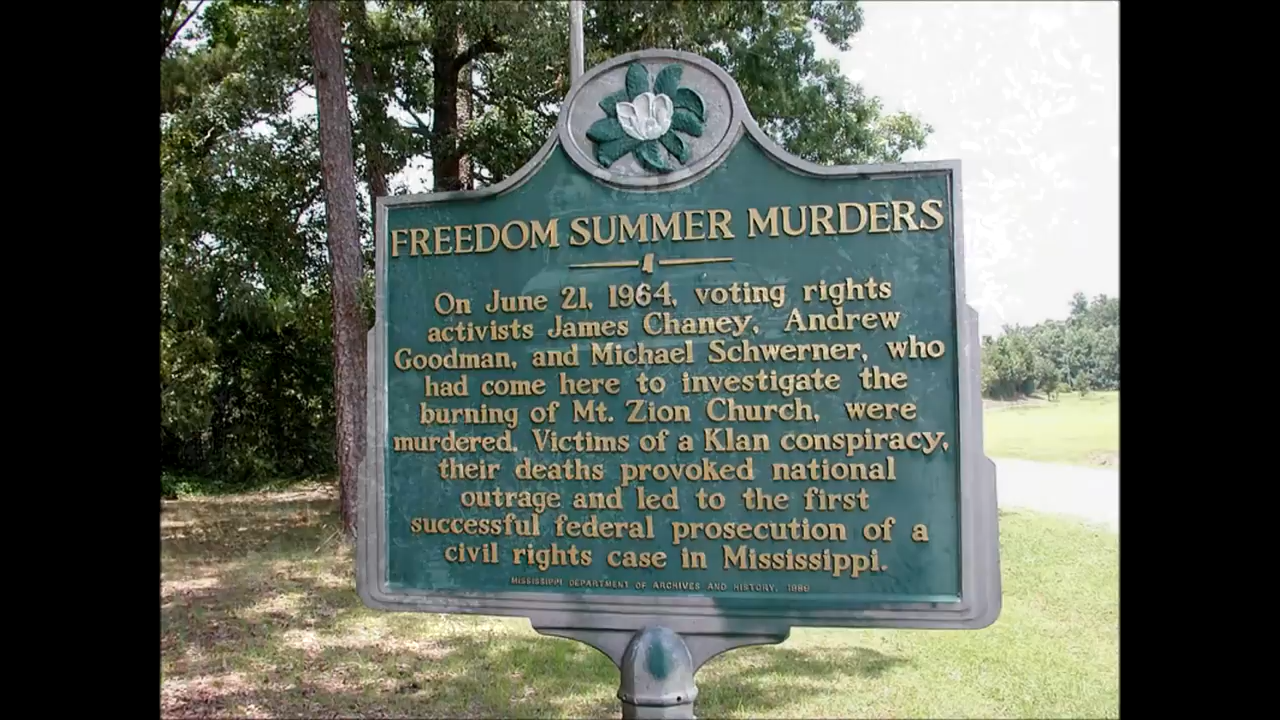 FREEDOM SUMMER MURDERS
On June 21, 1964, voting rights
activists James Chaney, Andrew
Goodman, and Michael Schwerner, who
had come here to investigate the
burning of Mt. Zion Church, were
murdered. Victims of a Klan conspiracy,
their deaths provoked national
outrage and led to the first
successful federal prosecution of a
civil rights case in Mississippi.
MISSISSIPPI DEPARTMENT OF ARCHIVES AND HISTORY, 1989